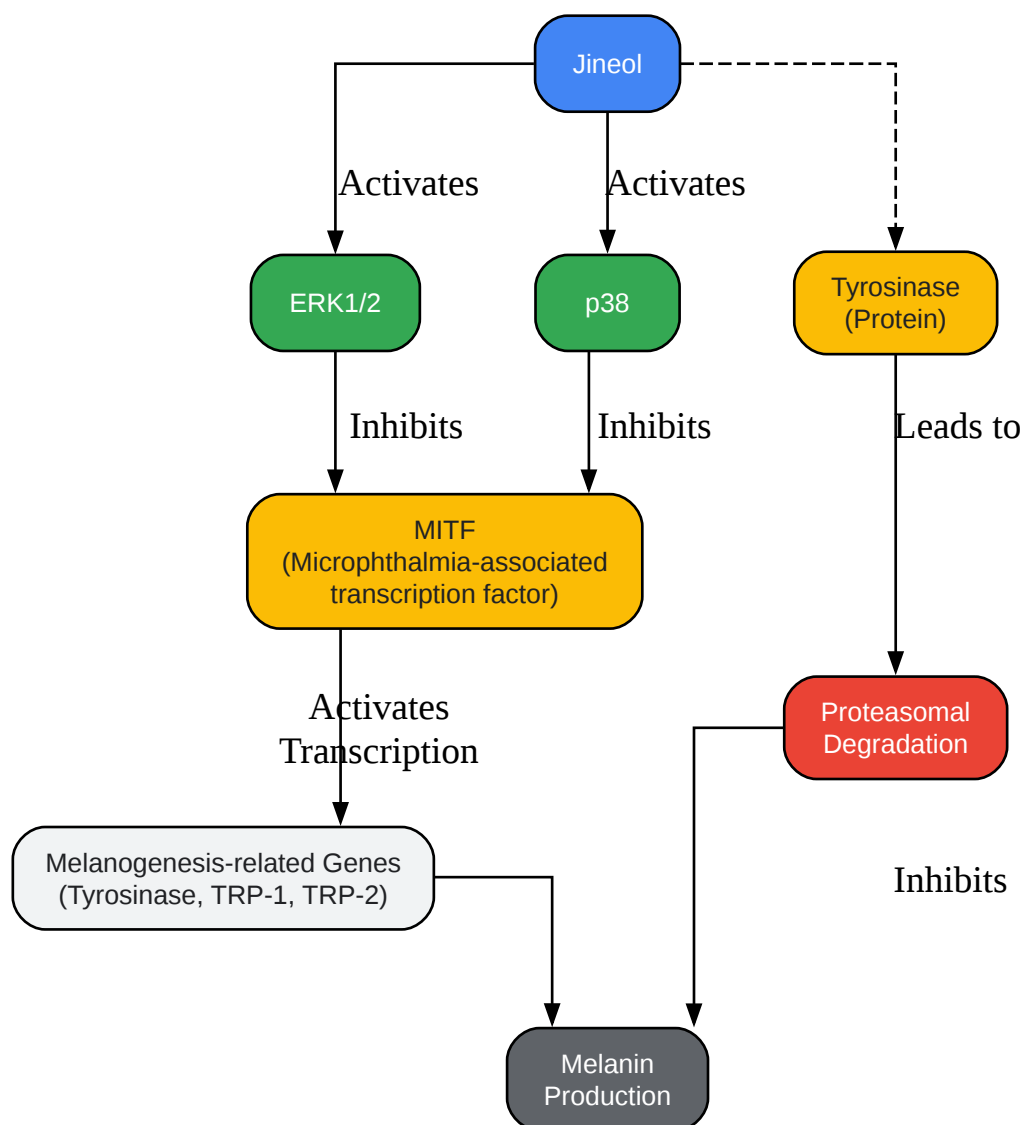 Jineol
Activates
Activates
ERK1/2
p38
Tyrosinase
(Protein)
Inhibits
Inhibits
Leads to
MITF
(Microphthalmia-associated
transcription factor)
Activates
Transcription
Proteasomal
Degradation
Melanogenesis-related Genes
(Tyrosinase, TRP-1, TRP-2)
Inhibits
Melanin
Production